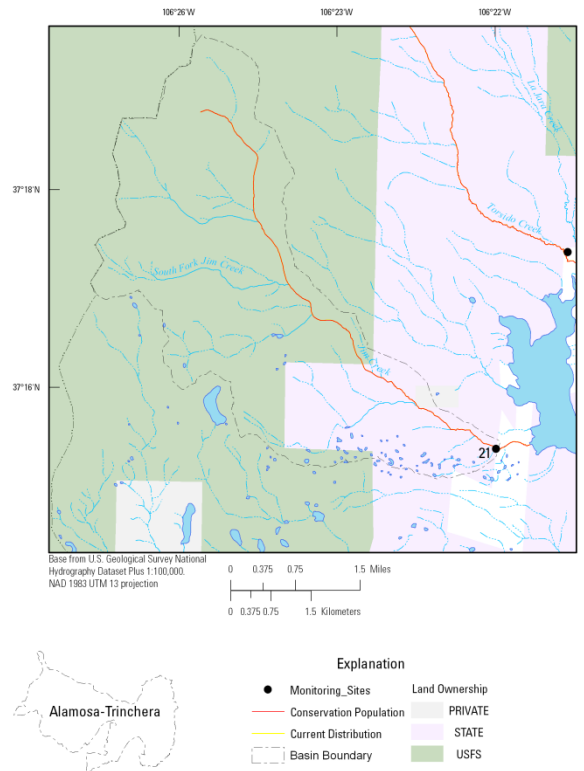 106°26'W
106°23'W
106°22'W
La Jara Creek
37°18'N
Torsido Creek
South Fork Jim Creek
Jim Creek
37°16'N
21
Base from U.S. Geological Survey National
Hydrography Dataset Plus 1:100,000.
NAD 1983 UTM 13 projection
0 0.375 0.75 1.5 Miles
0 0.375 0.75 1.5 Kilometers
Explanation
Alamosa-Trinchera
Monitoring_Sites
Conservation Population
Current Distribution
Basin Boundary
Land Ownership
PRIVATE
STATE
USFS